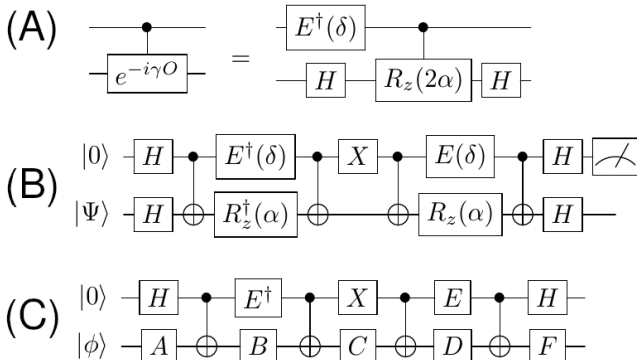 (A) E†(δ)
e^{-iγO} = H R_z(2α) H
(B) |0⟩ H E†(δ) X E(δ) H
|Ψ⟩ H R_z†(α) R_z(α) H
(C) |0⟩ H E† X E H
|ϕ⟩ A B C D F